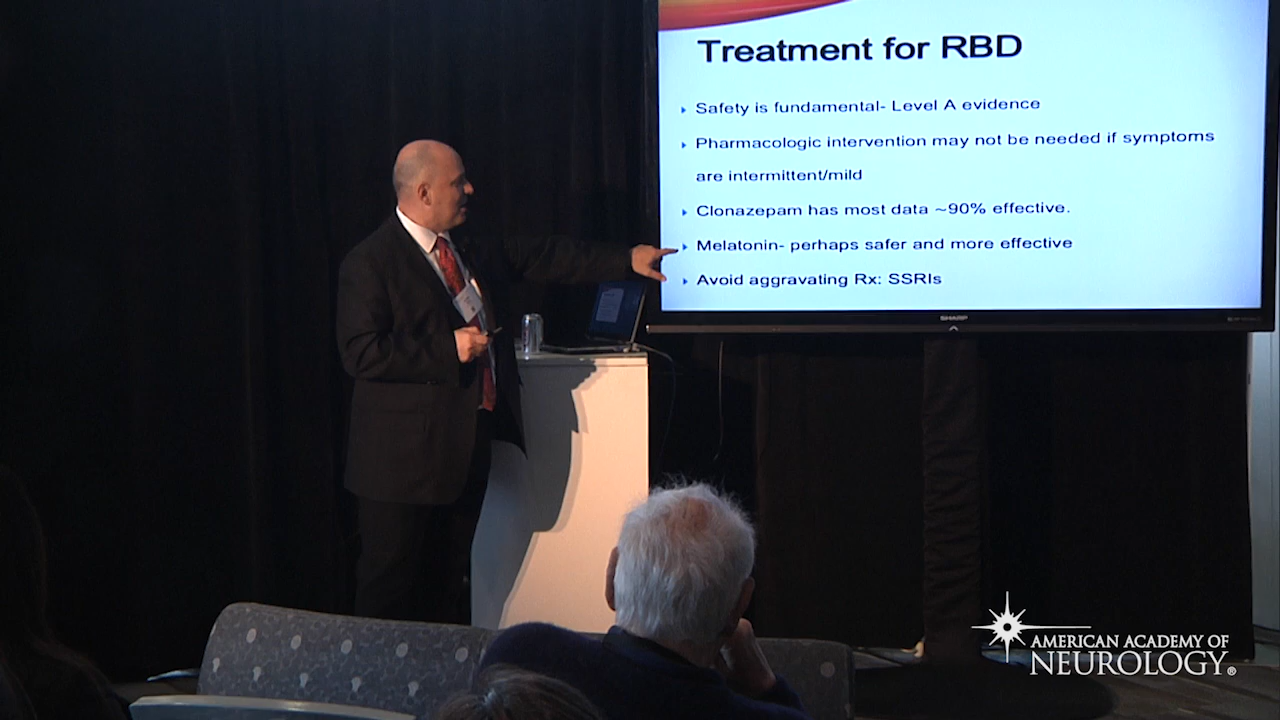 Treatment for RBD
Safety is fundamental- Level A evidence
Pharmacologic intervention may not be needed if symptoms
are intermittent/mild
Clonazepam has most data ~90% effective.
Melatonin- perhaps safer and more effective
Avoid aggravating Rx: SSRIs
SHARP
AMERICAN ACADEMY OF
NEUROLOGY®